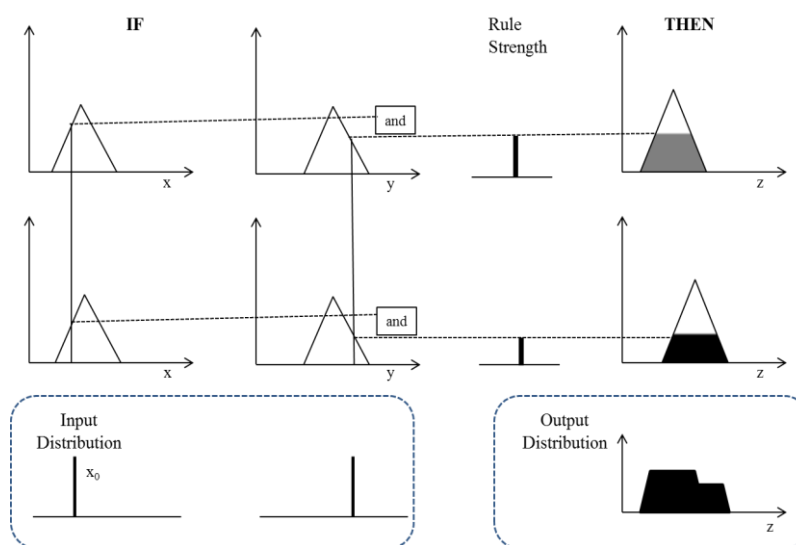 IF
Rule
Strength
THEN
and
x
y
z
and
x
y
z
Input
Distribution
x₀
Output
Distribution
z